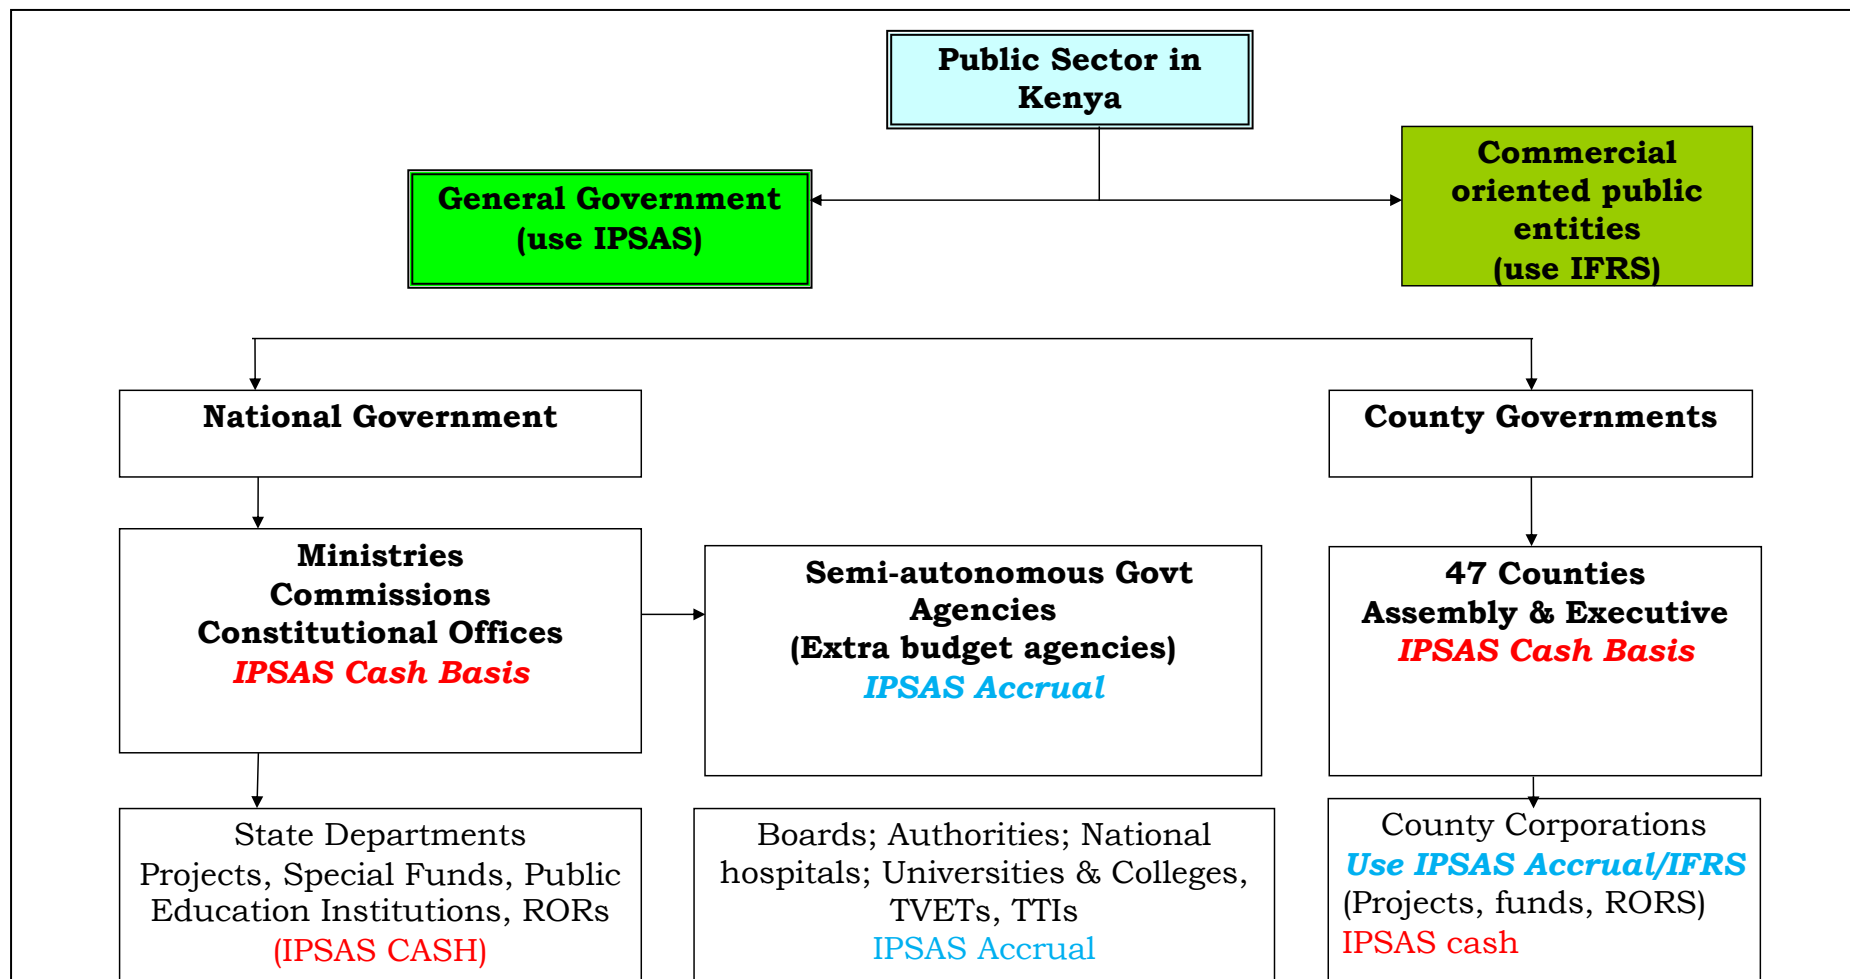 Public Sector in
Kenya
General Government
(use IPSAS)
Commercial
oriented public
entities
(use IFRS)
National Government
County Governments
Ministries
Commissions
Constitutional Offices
IPSAS Cash Basis
Semi-autonomous Govt
Agencies
(Extra budget agencies)
IPSAS Accrual
47 Counties
Assembly & Executive
IPSAS Cash Basis
State Departments
Projects, Special Funds, Public
Education Institutions, RORs
(IPSAS CASH)
Boards; Authorities; National
hospitals; Universities & Colleges,
TVETs, TTIs
IPSAS Accrual
County Corporations
Use IPSAS Accrual/IFRS
(Projects, funds, RORS)
IPSAS cash